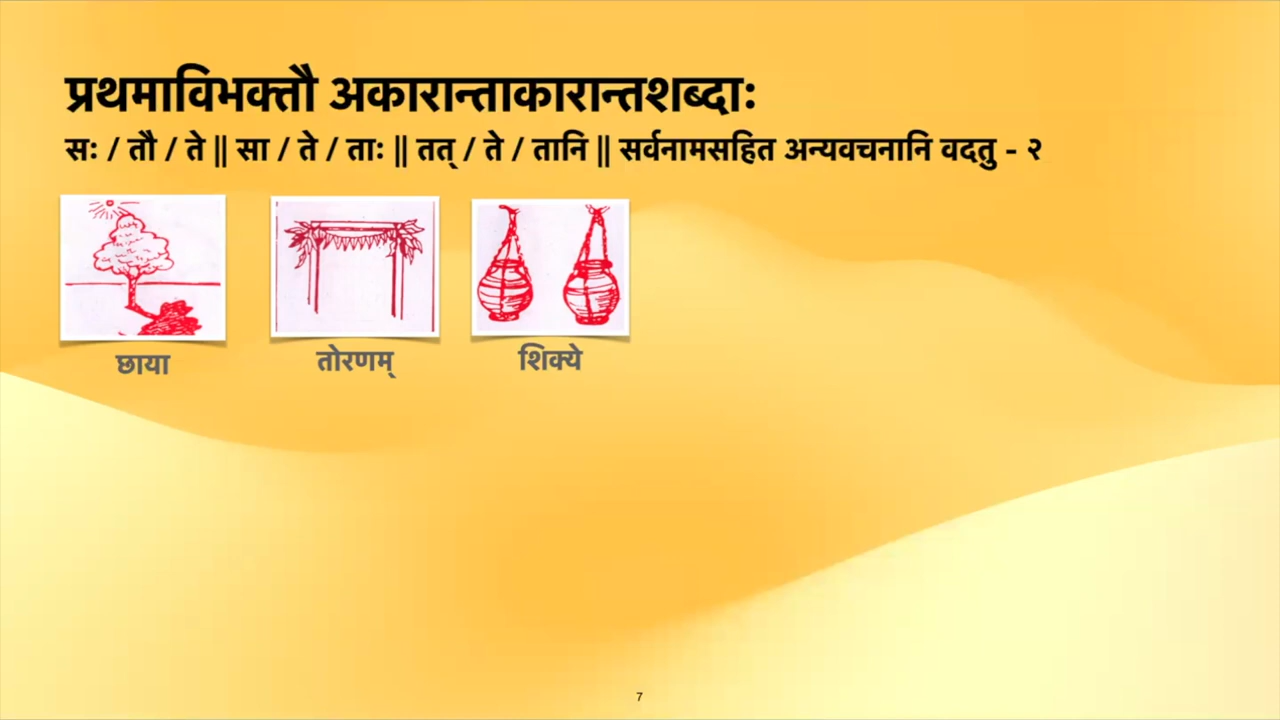 प्रथमाविभक्तौ अकारान्ताकारान्तशब्दाः
सः / तौ / ते || सा / ते / ताः || तत् / ते / तानि || सर्वनामसहित अन्यवचनानि वदतु - २
छाया तोरणम् शिक्ये
7